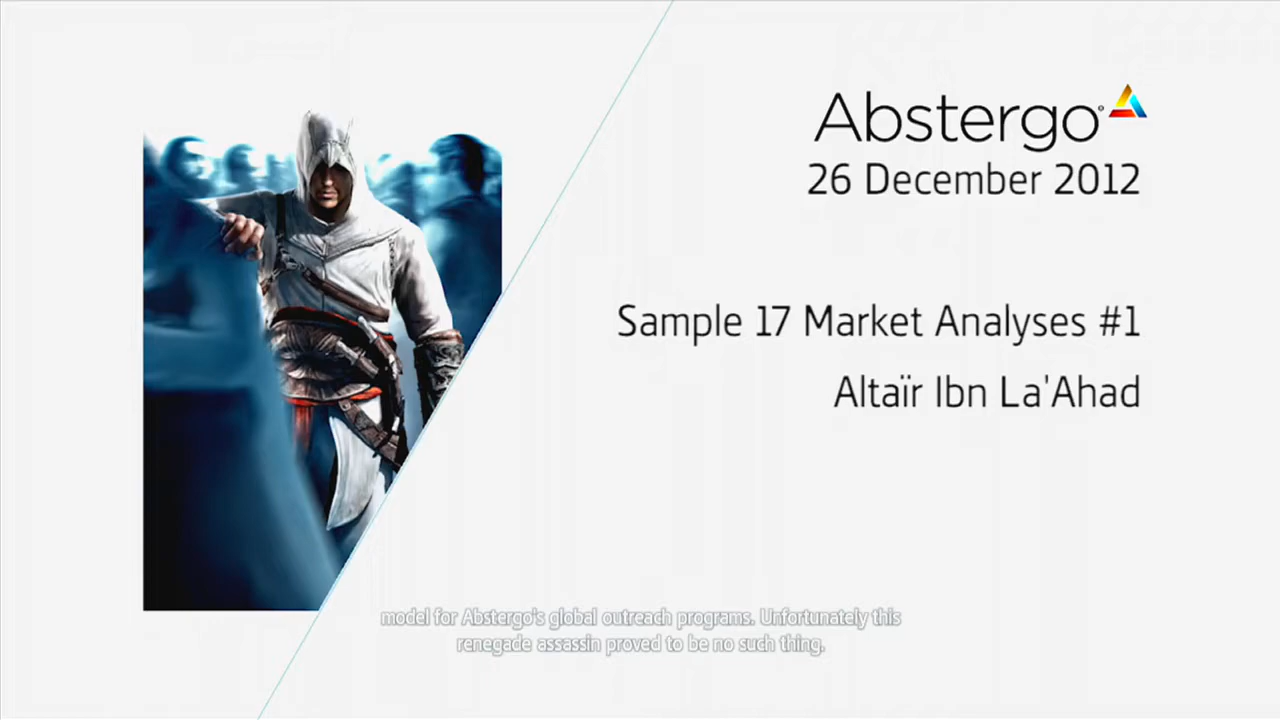 Abstergo
26 December 2012
Sample 17 Market Analyses #1
Altaïr Ibn La'Ahad
model for Abstergo's global outreach programs. Unfortunately this
renegade assassin proved to be no such thing.